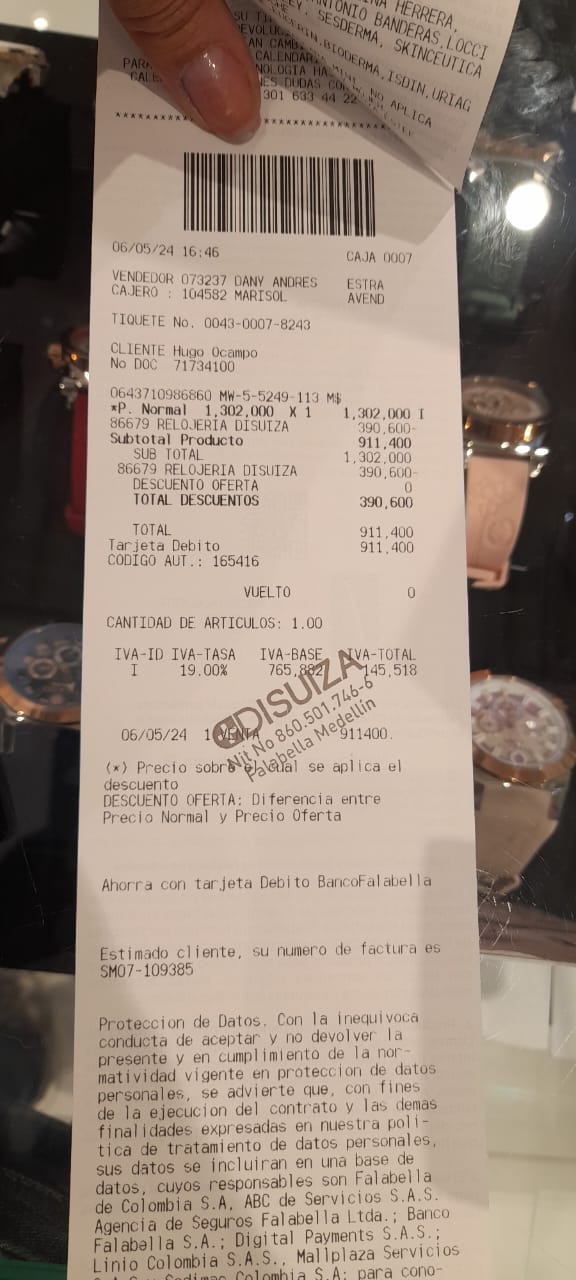 HERRERA,
ANTONIO BANDERAS, LOCCI
SESDERMA, SKINCEUTICA
BIODERMA, ISDIN, URIAG
NO APLICA
301 633 44 22
06/05/24 16:46 CAJA 0007
VENDEDOR 073237 DANY ANDRES ESTRA
CAJERO : 104582 MARISOL AVEND
TIQUETE No. 0043-0007-8243
CLIENTE Hugo Ocampo
No DOC 71734100
0643710986860 MW-5-5249-113 M$
*P. Normal 1,302,000 X 1 1,302,000 I
86679 RELOJERIA DISUIZA 390,600-
Subtotal Producto 911,400
SUB TOTAL 1,302,000
86679 RELOJERIA DISUIZA 390,600-
DESCUENTO OFERTA 0
TOTAL DESCUENTOS 390,600
TOTAL 911,400
Tarjeta Debito 911,400
CODIGO AUT.: 165416
VUELTO 0
CANTIDAD DE ARTICULOS: 1.00
IVA-ID IVA-TASA IVA-BASE IVA-TOTAL
I 19.00% 765,882 145,518
DISUIZA
Nit No 860.501.746-6
Palabella Medellin
06/05/24 1 VENTA 911400.
(*) Precio sobre el cual se aplica el
descuento
DESCUENTO OFERTA: Diferencia entre
Precio Normal y Precio Oferta
Ahorra con tarjeta Debito BancoFalabella
Estimado cliente, su numero de factura es
SM07-109385
Proteccion de Datos. Con la inequivoca
conducta de aceptar y no devolver la
presente y en cumplimiento de la nor-
matividad vigente en proteccion de datos
personales, se advierte que, con fines
de la ejecucion del contrato y las demas
finalidades expresadas en nuestra poli-
tica de tratamiento de datos personales,
sus datos se incluiran en una base de
datos, cuyos responsables son Falabella
de Colombia S.A, ABC de Servicios S.A.S.
Agencia de Seguros Falabella Ltda.; Banco
Falabella S.A.; Digital Payments S.A.S.;
Linio Colombia S.A.S., Mallplaza Servicios
Colombia S.A; para cono-